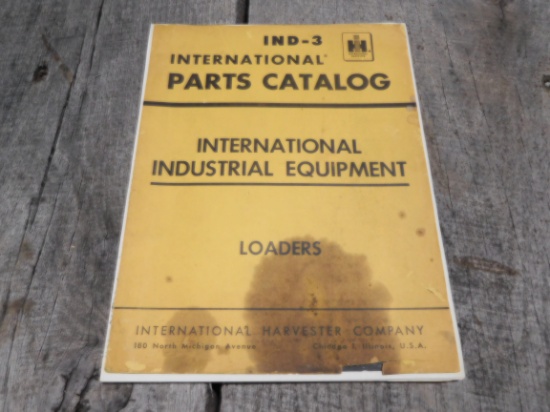 IND-3
INTERNATIONAL®
PARTS CATALOG
INTERNATIONAL
INDUSTRIAL EQUIPMENT
LOADERS
INTERNATIONAL HARVESTER COMPANY
180 North Michigan Avenue Chicago 1, Illinois, U.S.A.